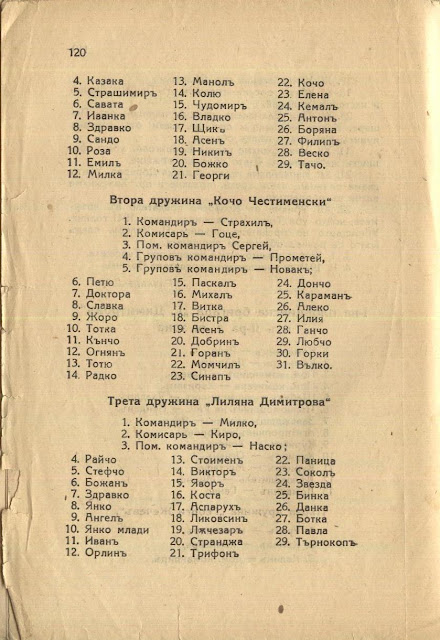 120
4. Казака 13. Манолъ 22. Кочо
5. Страшимиръ 14. Колю 23. Елена
6. Савата 15. Чудомиръ 24. Кемалъ
7. Иванка 16. Владко 25. Антонъ
8. Здравко 17. Щикъ 26. Боряна
9. Сандо 18. Асенъ 27. Филипъ
10. Роза 19. Никитъ 28. Веско
11. Емилъ 20. Божко 29. Тачо.
12. Милка 21. Георги
Втора дружина „Кочо Честименски“
1. Командиръ — Страхилъ,
2. Комисарь — Гоце,
3. Пом. командиръ Сергей,
4. Груповъ командиръ — Прометей,
5. Груповъ командиръ — Новакъ;
6. Петю 15. Паскалъ 24. Дончо
7. Доктора 16. Михалъ 25. Караманъ
8. Славка 17. Витка 26. Алеко
9. Жоро 18. Бистра 27. Илия
10. Тотка 19. Асенъ 28. Ганчо
11. Кънчо 20. Добринъ 29. Любчо
12. Огнянъ 21. Горанъ 30. Горки
13. Тотю 22. Момчилъ 31. Вълко.
14. Радко 23. Синапъ
Трета дружина „Лиляна Димитрова“
1. Командиръ — Милко,
2. Комисарь — Киро,
3. Пом. командиръ — Наско;
4. Райчо 13. Стоименъ 22. Паница
5. Стефчо 14. Викторъ 23. Соколъ
6. Божанъ 15. Яворъ 24. Звезда
7. Здравко 16. Коста 25. Бинка
8. Янко 17. Аспарухъ 26. Данка
9. Ангелъ 18. Ликовсинъ 27. Ботка
10. Янко млади 19. Лѫчезаръ 28. Павла
11. Иванъ 20. Странджа 29. Търнокопъ
12. Орлинъ 21. Трифонъ